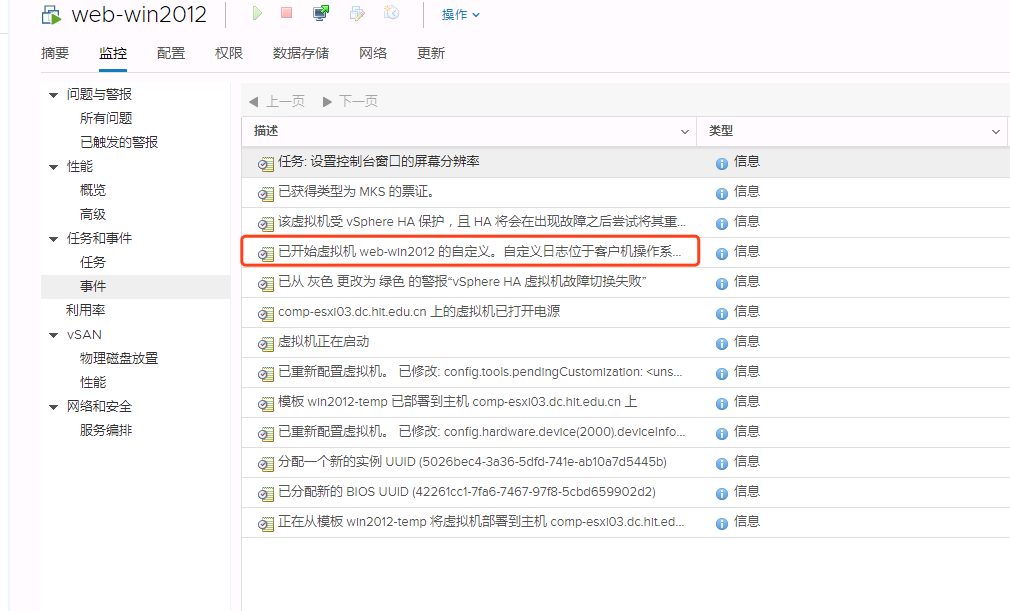 web-win2012 操作
摘要 监控 配置 权限 数据存储 网络 更新
问题与警报
所有问题
已触发的警报
性能
概览
高级
任务和事件
任务
事件
利用率
vSAN
物理磁盘放置
性能
网络和安全
服务编排
上一页 下一页
描述 类型
任务: 设置控制台窗口的屏幕分辨率 信息
已获得类型为 MKS 的票证。 信息
该虚拟机受 vSphere HA 保护，且 HA 将会在出现故障之后尝试将其重... 信息
已开始虚拟机 web-win2012 的自定义。自定义日志位于客户机操作系... 信息
已从 灰色 更改为 绿色 的警报“vSphere HA 虚拟机故障切换失败” 信息
comp-esxi03.dc.hit.edu.cn 上的虚拟机已打开电源 信息
虚拟机正在启动 信息
已重新配置虚拟机。 已修改: config.tools.pendingCustomization: <uns... 信息
模板 win2012-temp 已部署到主机 comp-esxi03.dc.hit.edu.cn 上 信息
已重新配置虚拟机。 已修改: config.hardware.device(2000).deviceInfo... 信息
分配一个新的实例 UUID (5026bec4-3a36-5dfd-741e-ab10a7d5445b) 信息
已分配新的 BIOS UUID (42261cc1-7fa6-7467-97f8-5cbd659902d2) 信息
正在从模板 win2012-temp 将虚拟机部署到主机 comp-esxi03.dc.hit.ed... 信息